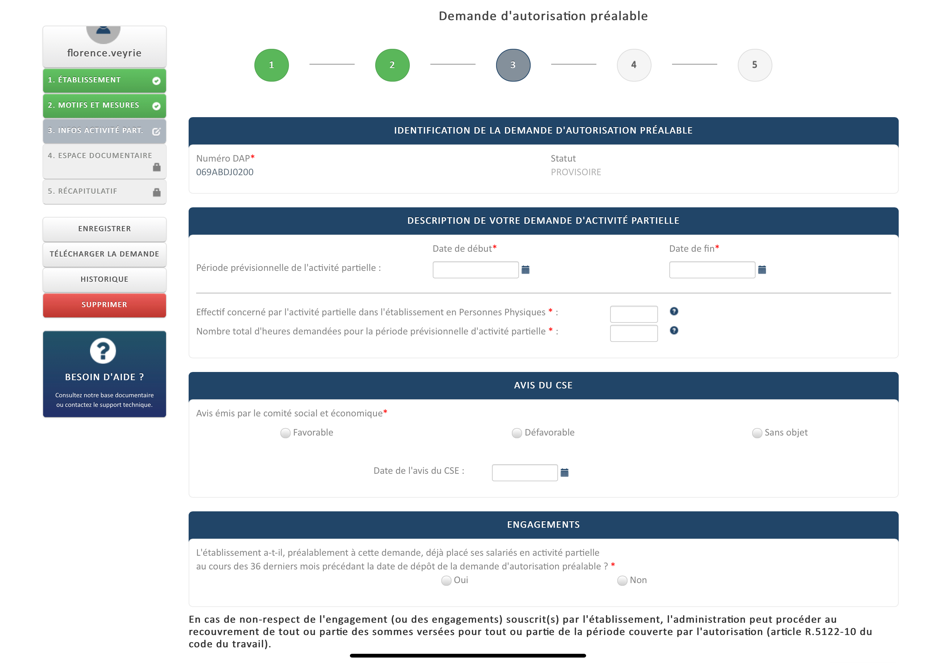 Demande d'autorisation préalable
florence.veyrie
1. ÉTABLISSEMENT
2. MOTIFS ET MESURES
3. INFOS ACTIVITÉ PART.
4. ESPACE DOCUMENTAIRE
5. RÉCAPITULATIF
ENREGISTRER
TÉLÉCHARGER LA DEMANDE
HISTORIQUE
SUPPRIMER
?
BESOIN D'AIDE ?
Consultez notre base documentaire
ou contactez le support technique.
1 2 3 4 5
IDENTIFICATION DE LA DEMANDE D'AUTORISATION PRÉALABLE
Numéro DAP* Statut
069ABDJ0200 PROVISOIRE
DESCRIPTION DE VOTRE DEMANDE D'ACTIVITÉ PARTIELLE
Date de début* Date de fin*
Période prévisionnelle de l'activité partielle :
Effectif concerné par l'activité partielle dans l'établissement en Personnes Physiques * : ?
Nombre total d'heures demandées pour la période prévisionnelle d'activité partielle * : ?
AVIS DU CSE
Avis émis par le comité social et économique*
Favorable Défavorable Sans objet
Date de l'avis du CSE :
ENGAGEMENTS
L'établissement a-t-il, préalablement à cette demande, déjà placé ses salariés en activité partielle
au cours des 36 derniers mois précédant la date de dépôt de la demande d'autorisation préalable ? *
Oui Non
En cas de non-respect de l'engagement (ou des engagements) souscrit(s) par l'établissement, l'administration peut procéder au
recouvrement de tout ou partie des sommes versées pour tout ou partie de la période couverte par l'autorisation (article R.5122-10 du
code du travail).